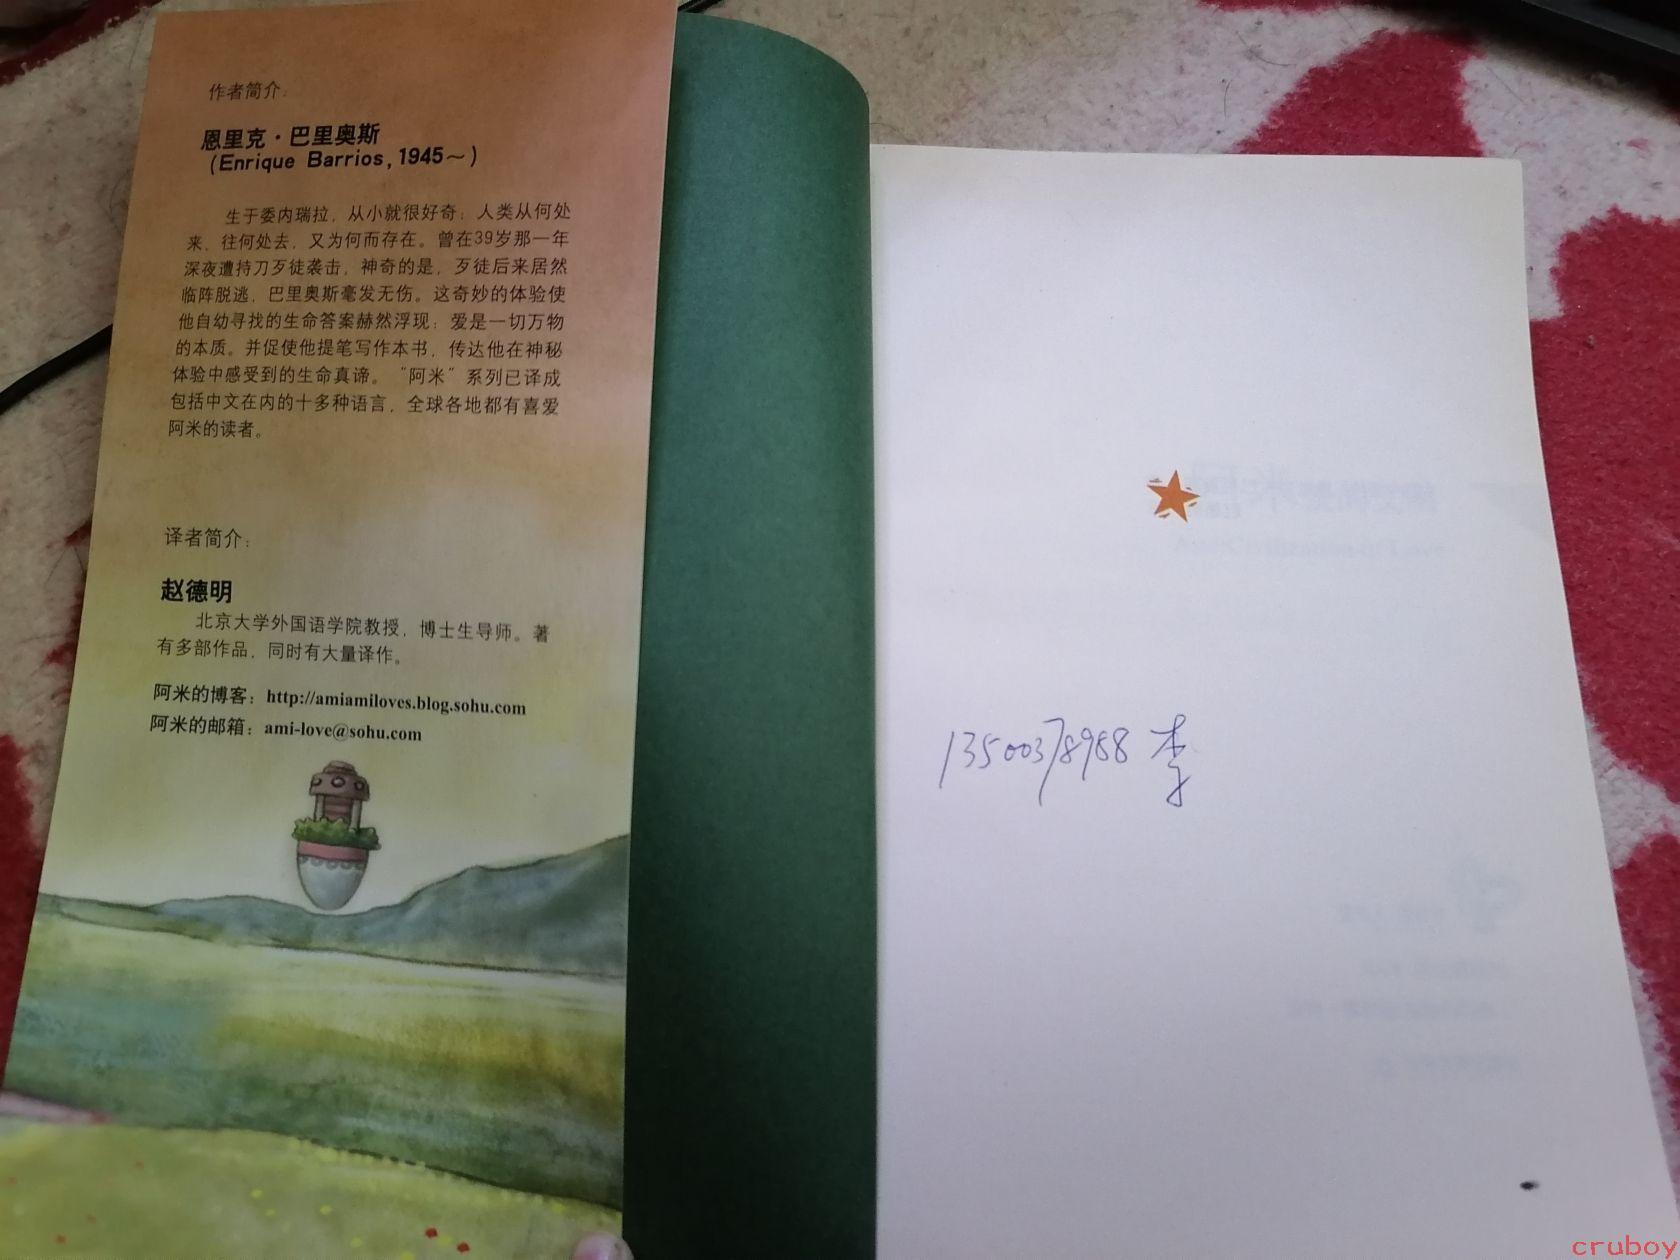 作者简介：
恩里克·巴里奥斯
（Enrique Barrios, 1945～）
生于委内瑞拉，从小就很好奇：人类从何处
来、往何处去，又为何而存在。曾在39岁那一年
深夜遭持刀歹徒袭击，神奇的是，歹徒后来居然
临阵脱逃，巴里奥斯毫发无伤。这奇妙的体验使
他自幼寻找的生命答案赫然浮现：爱是一切万物
的本质。并促使他提笔写作本书，传达他在神秘
体验中感受到的生命真谛。“阿米”系列已译成
包括中文在内的十多种语言，全球各地都有喜爱
阿米的读者。
译者简介：
赵德明
北京大学外国语学院教授，博士生导师。著
有多部作品，同时有大量译作。
阿米的博客：http://amiamiloves.blog.sohu.com
阿米的邮箱：ami-love@sohu.com
13500378988 李
cruboy